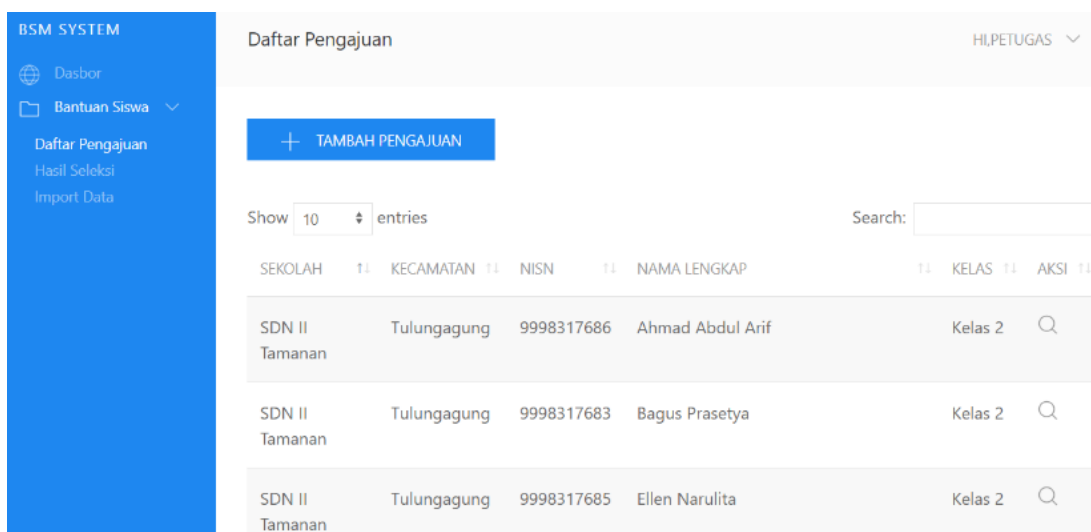 BSM SYSTEM
Daftar Pengajuan
HI,PETUGAS
Dasbor
Bantuan Siswa
Daftar Pengajuan
Hasil Seleksi
Import Data
TAMBAH PENGAJUAN
Show 10 entries
Search:
SEKOLAH KECAMATAN NISN NAMA LENGKAP KELAS AKSI
SDN II Tulungagung 9998317686 Ahmad Abdul Arif Kelas 2
Tamanan
SDN II Tulungagung 9998317683 Bagus Prasetya Kelas 2
Tamanan
SDN II Tulungagung 9998317685 Ellen Narulita Kelas 2
Tamanan